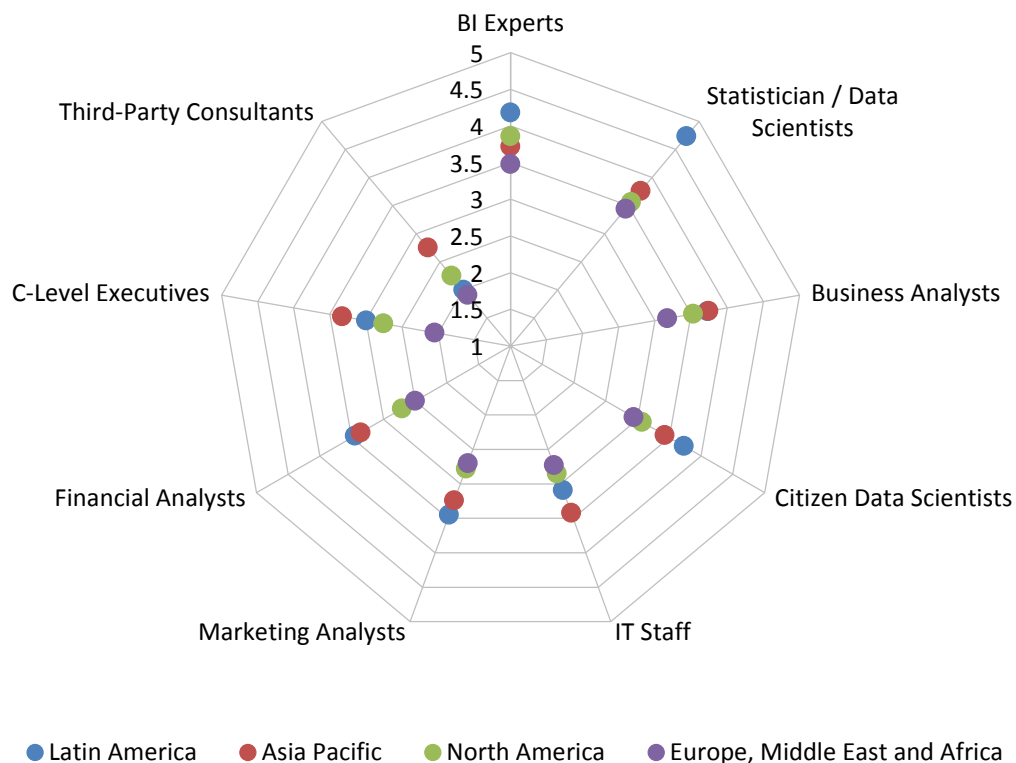 BI Experts
5
4.5
4
3.5
3
2.5
2
1.5
1
Statistician / Data
Scientists
Business Analysts
Citizen Data Scientists
IT Staff
Marketing Analysts
Financial Analysts
C-Level Executives
Third-Party Consultants
Latin America
Asia Pacific
North America
Europe, Middle East and Africa